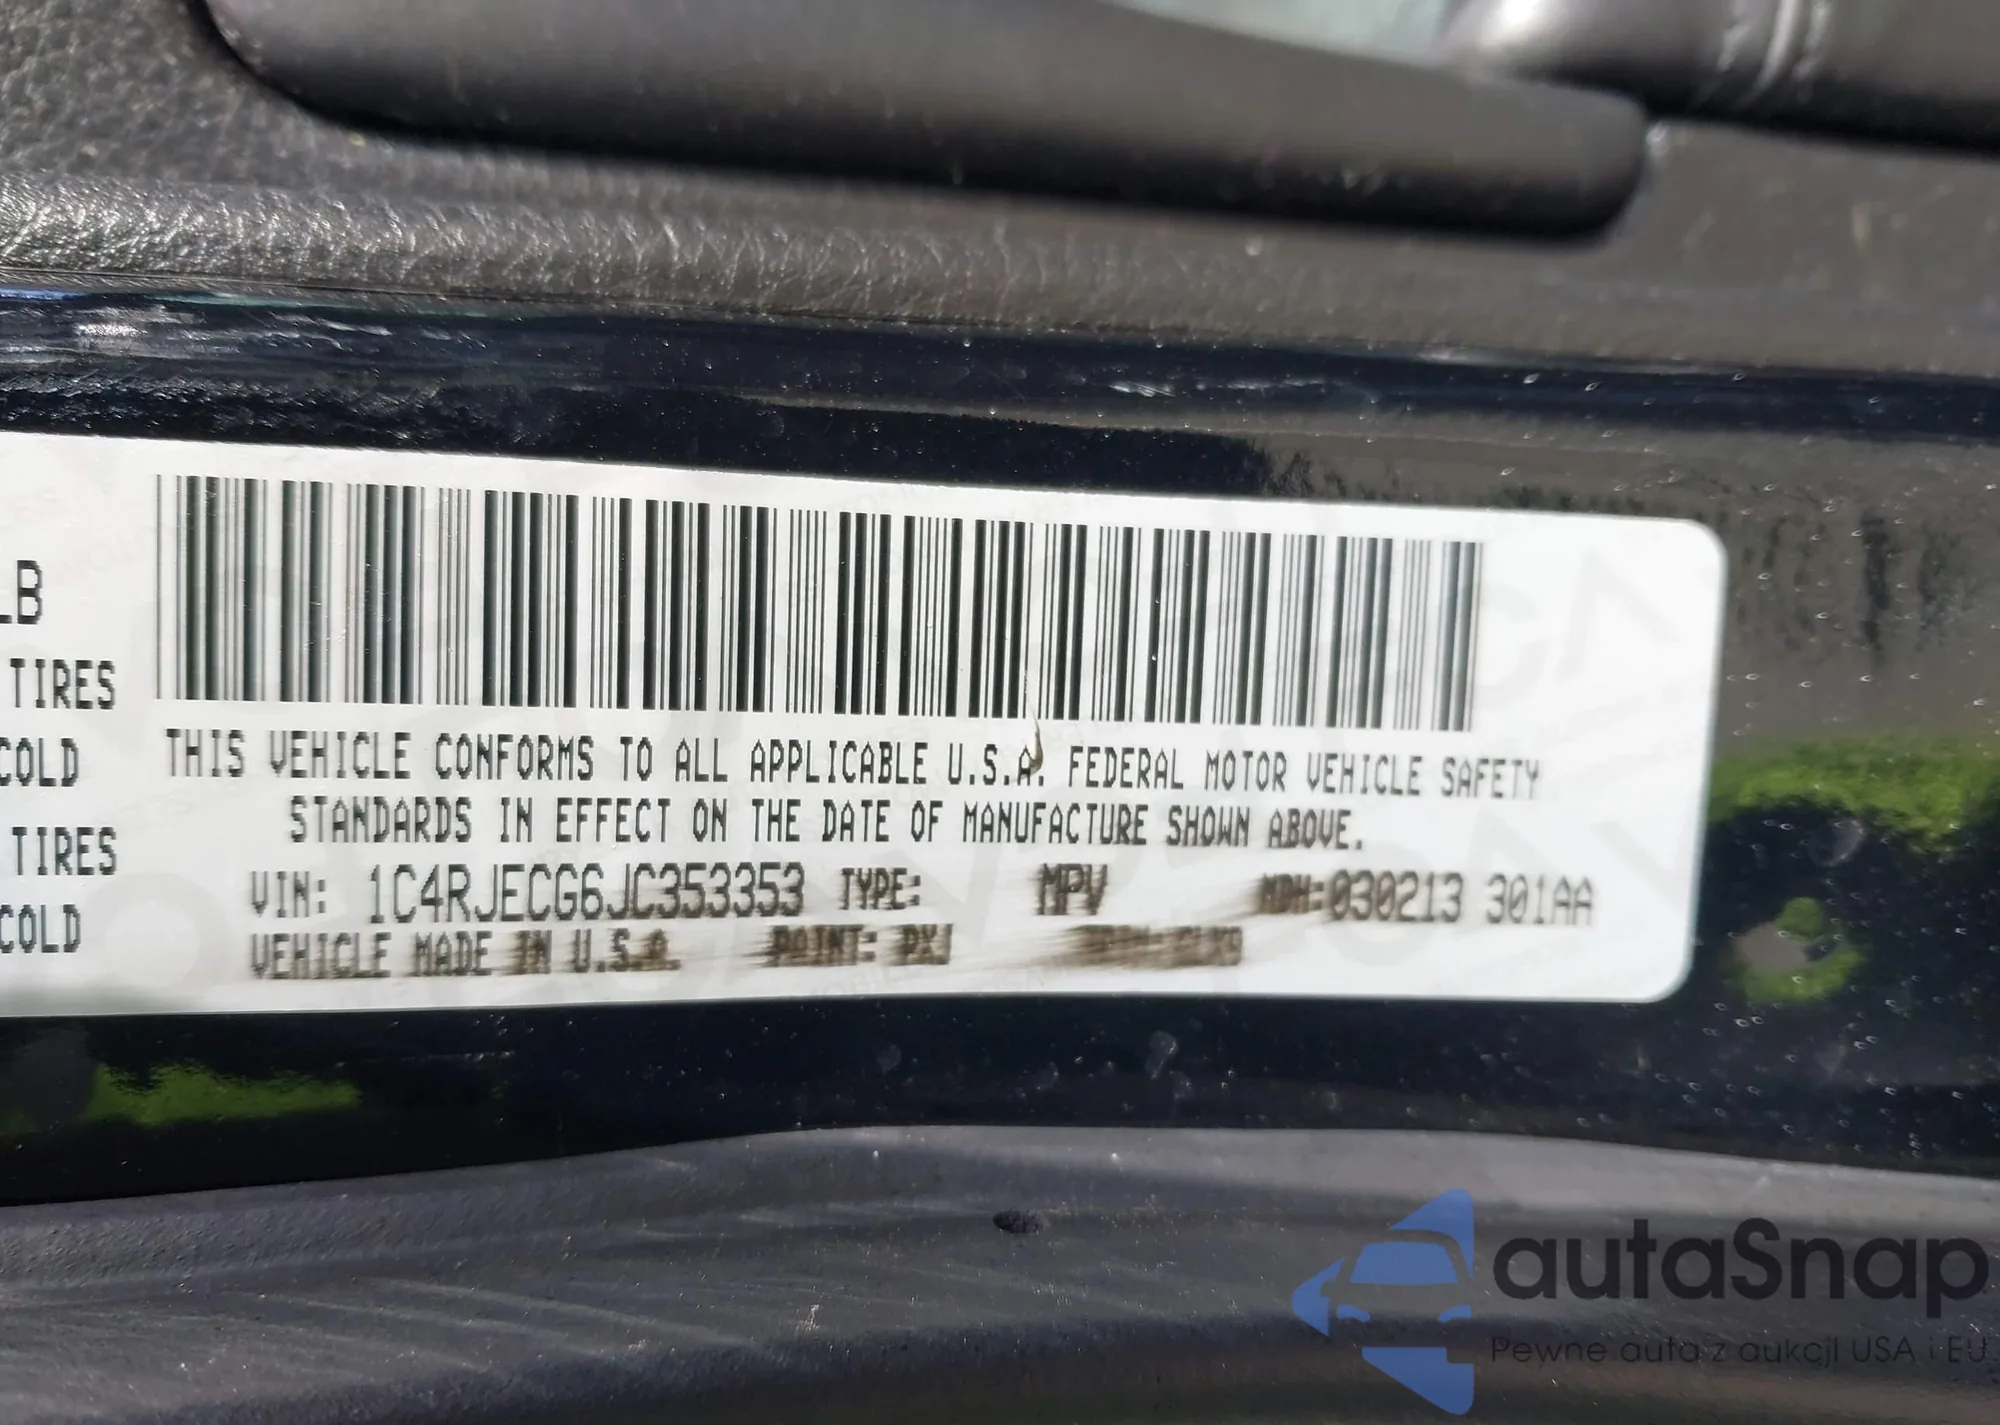 LB
TIRES
COLD
TIRES
COLD
THIS VEHICLE CONFORMS TO ALL APPLICABLE U.S.A. FEDERAL MOTOR VEHICLE SAFETY
STANDARDS IN EFFECT ON THE DATE OF MANUFACTURE SHOWN ABOVE.
VIN: 1C4RJECG6JC353353 TYPE: MPV MDH:030213 301AA
VEHICLE MADE IN U.S.A. PAINT: PXJ
autaSnap
Pewne auta z aukcji USA i EU